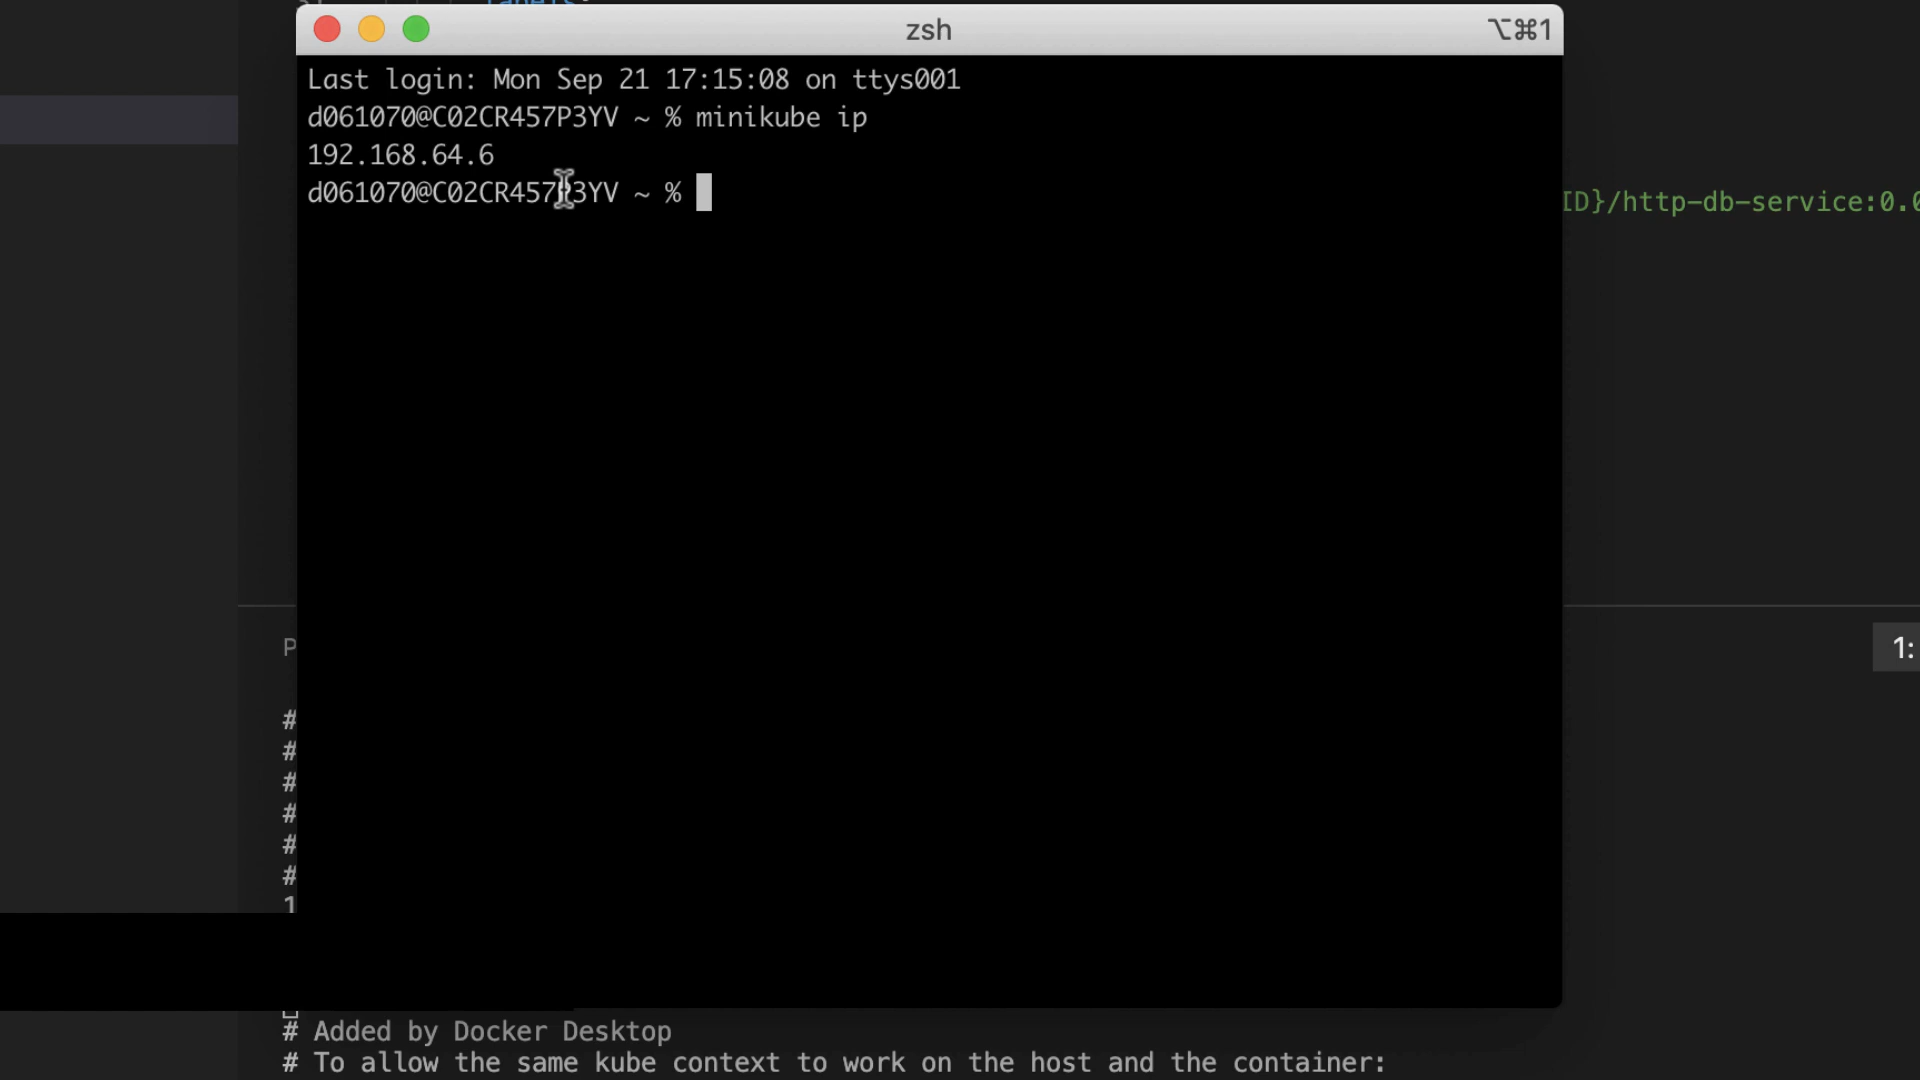 zsh
⌥⌘1
Last login: Mon Sep 21 17:15:08 on ttys001
d061070@C02CR457P3YV ~ % minikube ip
192.168.64.6
d061070@C02CR457P3YV ~ %
ID}/http-db-service:0.0
P
1:
#
#
#
#
#
#
1
# Added by Docker Desktop
# To allow the same kube context to work on the host and the container: